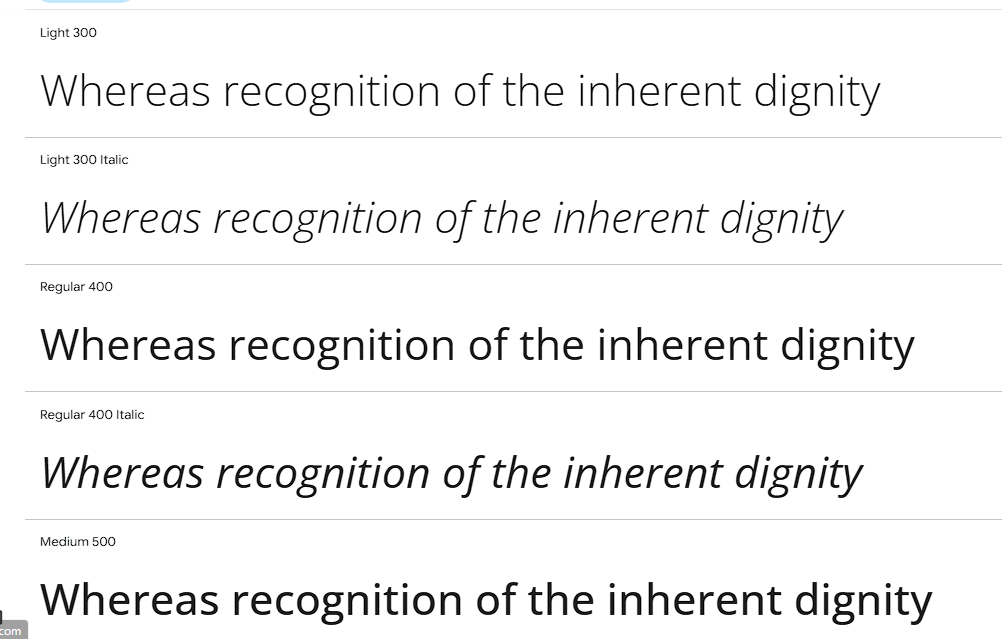 Light 300
Whereas recognition of the inherent dignity
Light 300 Italic
Whereas recognition of the inherent dignity
Regular 400
Whereas recognition of the inherent dignity
Regular 400 Italic
Whereas recognition of the inherent dignity
Medium 500
Whereas recognition of the inherent dignity
com